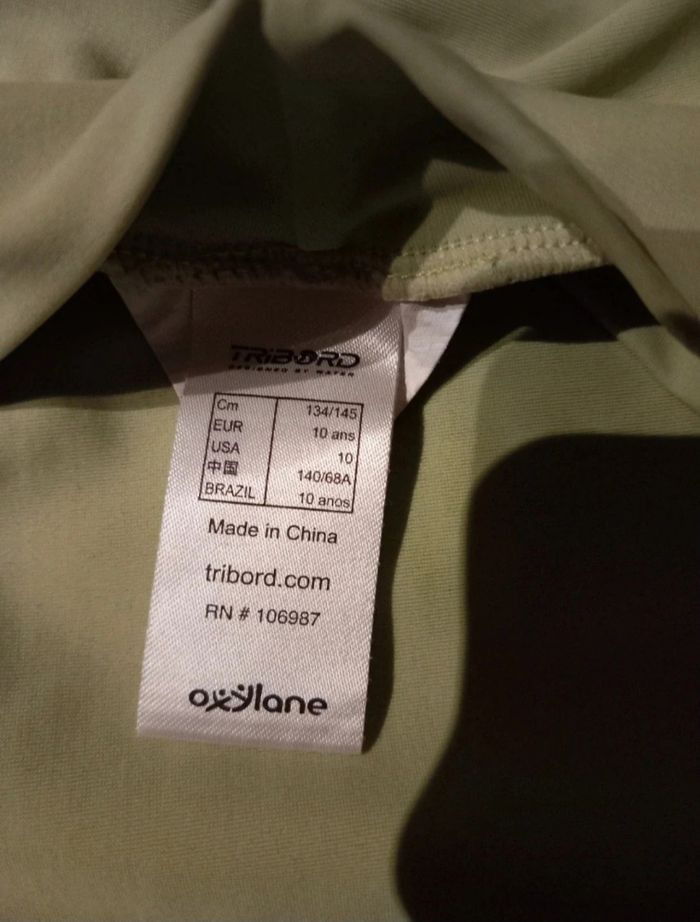 TRIBORD
DESIGNED BY WATER
Cm 134/145
EUR 10 ans
USA 10
中国 140/68A
BRAZIL 10 anos
Made in China
tribord.com
RN # 106987
oxylane